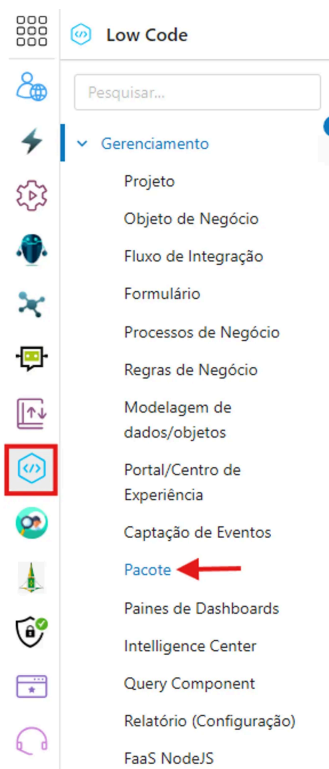 Low Code
Pesquisar...
Gerenciamento
Projeto
Objeto de Negócio
Fluxo de Integração
Formulário
Processos de Negócio
Regras de Negócio
Modelagem de
dados/objetos
Portal/Centro de
Experiência
Captação de Eventos
Pacote
Paines de Dashboards
Intelligence Center
Query Component
Relatório (Configuração)
FaaS NodeJS